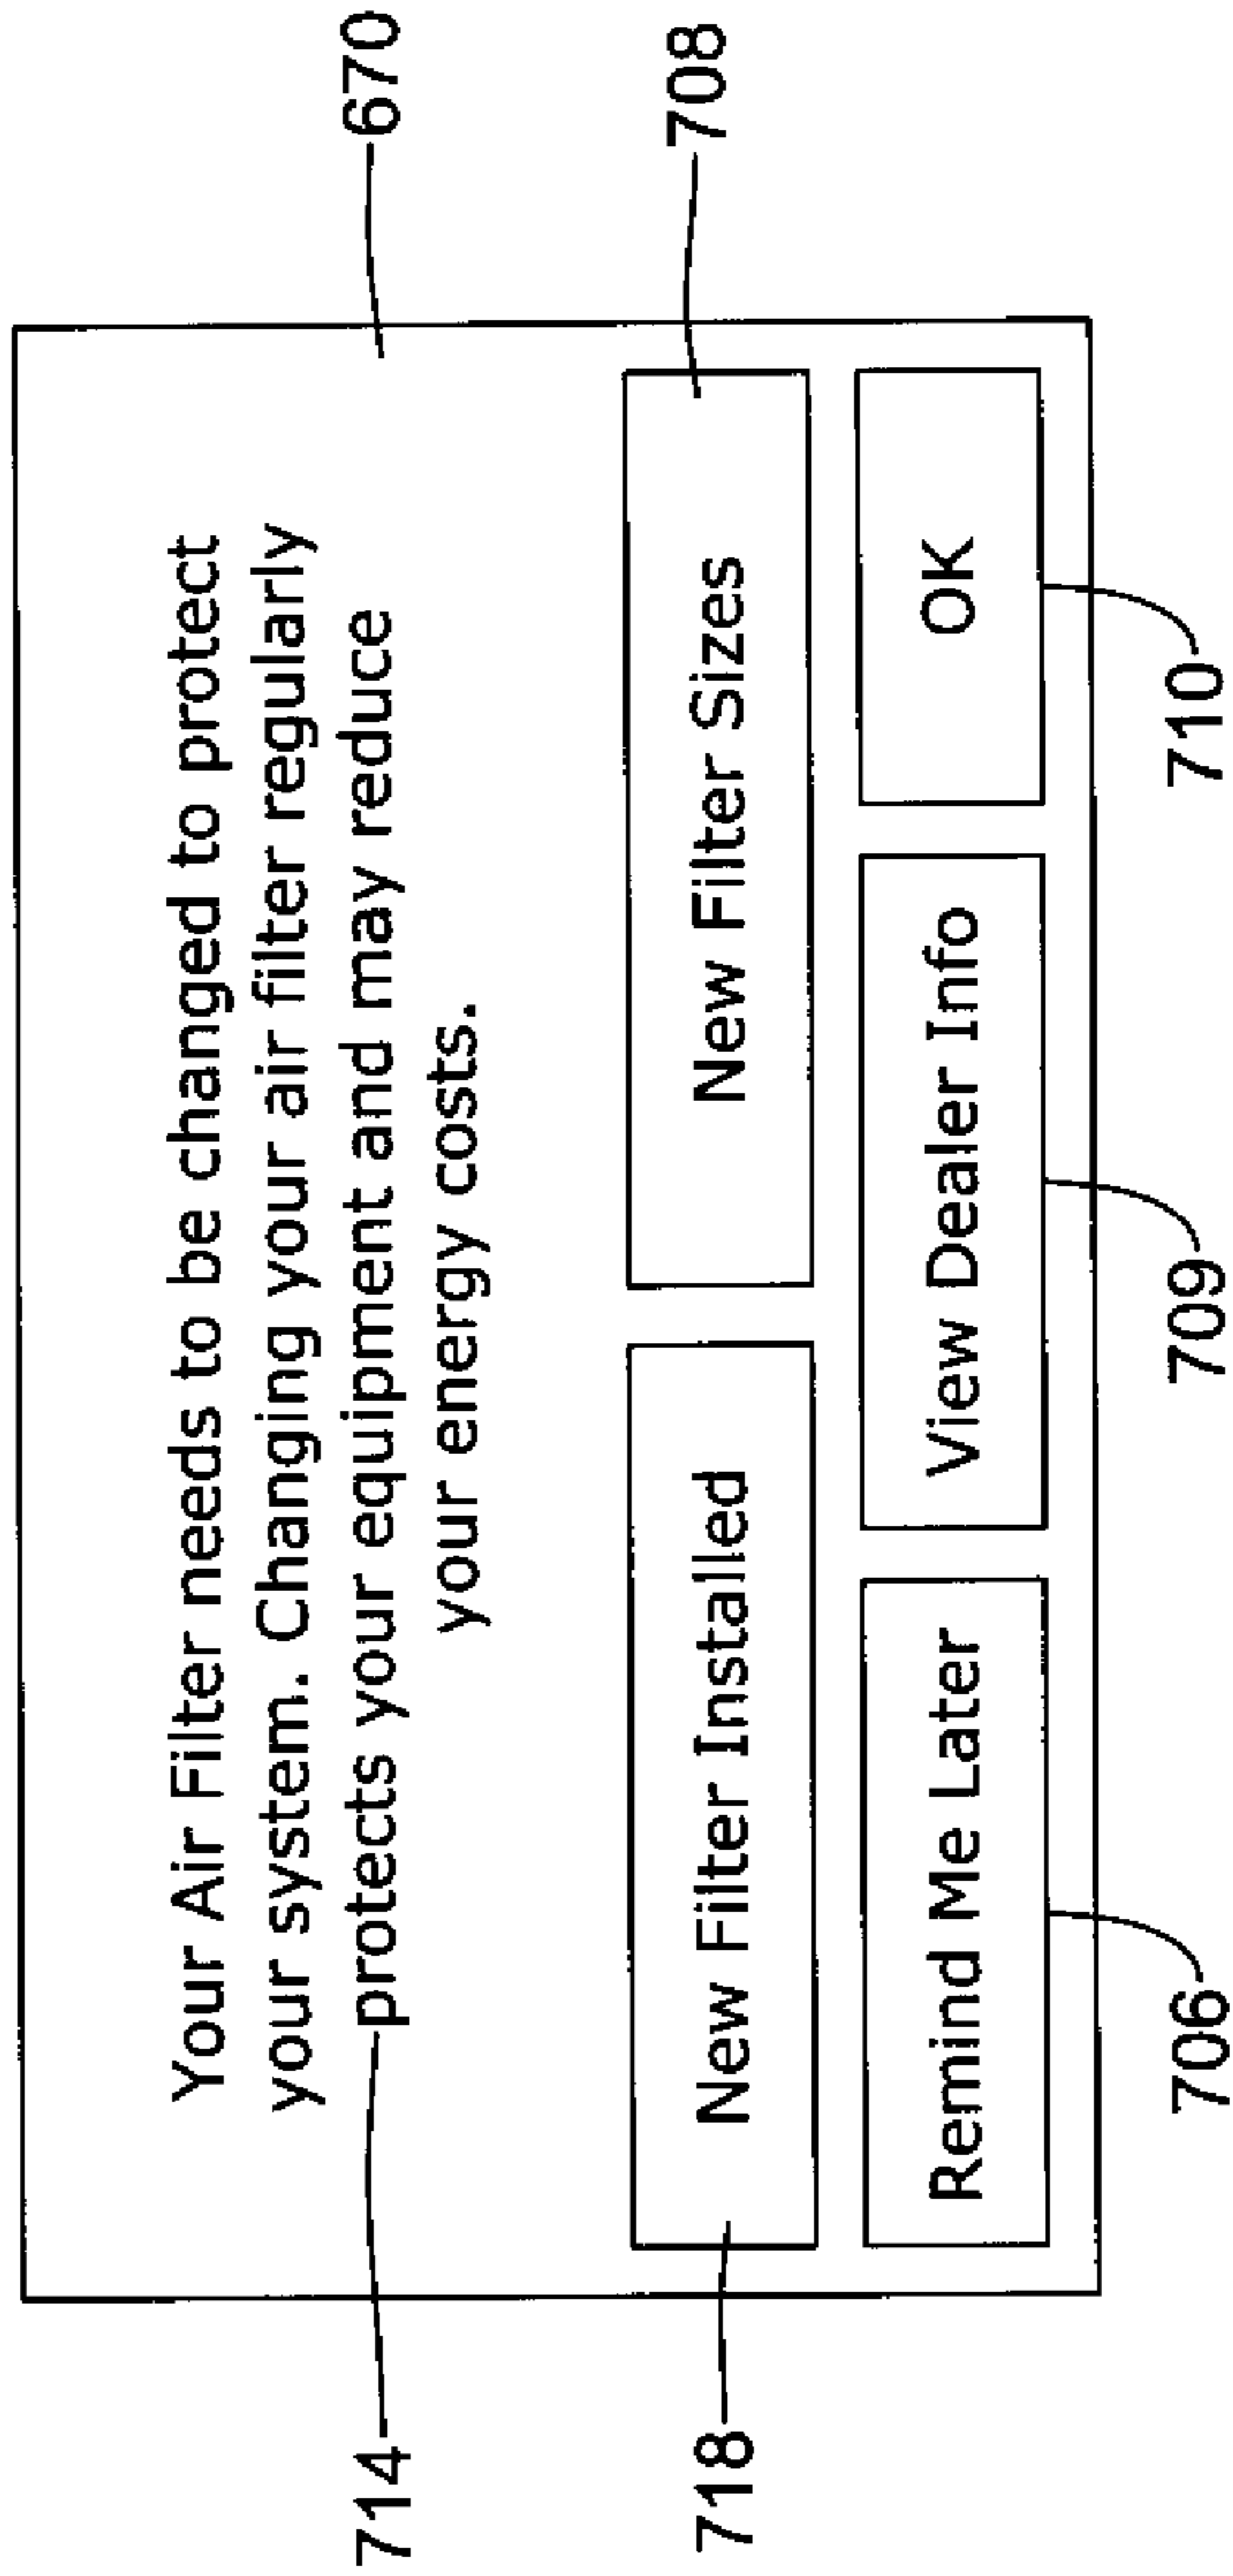 Your Air Filter needs to be changed to protect
your system. Changing your air filter regularly
protects your equipment and may reduce
your energy costs.
714
670
New Filter Installed
New Filter Sizes
718
708
Remind Me Later
View Dealer Info
OK
706
709
710